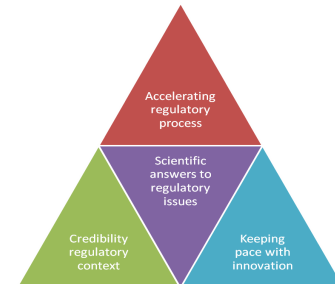 Accelerating
regulatory
process
Scientific
answers to
regulatory
issues
Credibility
regulatory
context
Keeping
pace with
innovation